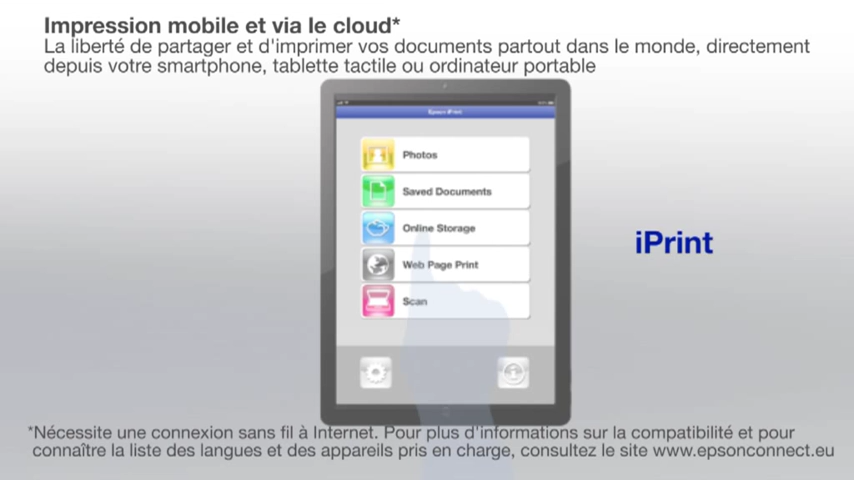 Impression mobile et via le cloud*
La liberté de partager et d'imprimer vos documents partout dans le monde, directement
depuis votre smartphone, tablette tactile ou ordinateur portable
Epson iPrint
Photos
Saved Documents
Online Storage
Web Page Print
Scan
iPrint
*Nécessite une connexion sans fil à Internet. Pour plus d'informations sur la compatibilité et pour
connaître la liste des langues et des appareils pris en charge, consultez le site www.epsonconnect.eu